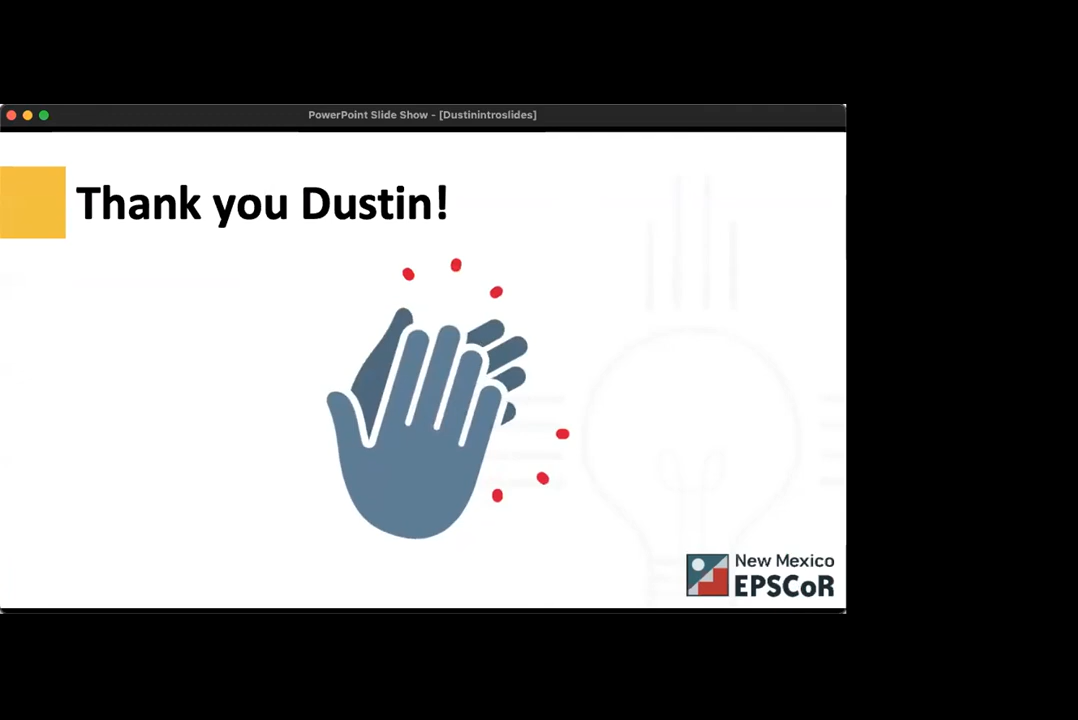 PowerPoint Slide Show - [Dustinintroslides]
Thank you Dustin!
New Mexico
EPSCoR